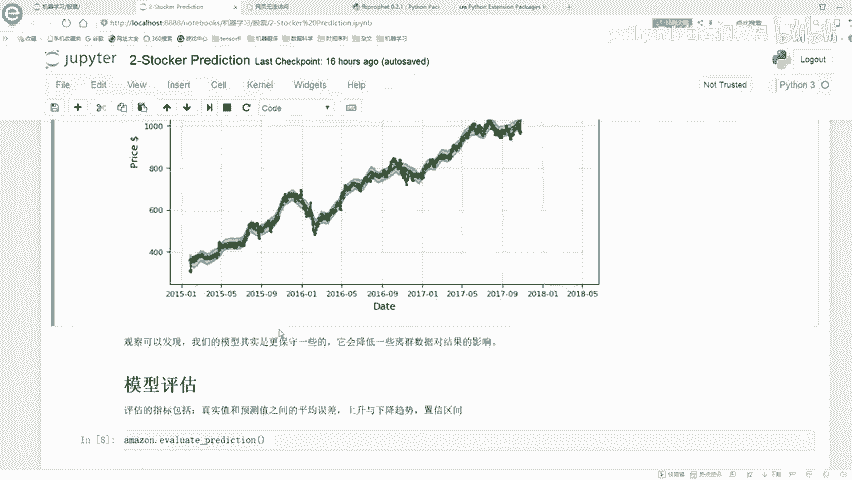 机器学习/股票/
2-Stocker Prediction
网页无法访问
fbprophet 0.2.1 : Python Pac
Python Extension Packages
http://localhost:8888/notebooks/机器学习/股票/2-Stocker%20Prediction.ipynb
jupyter 2-Stocker Prediction Last Checkpoint: 16 hours ago (autosaved)
Logout
File Edit View Insert Cell Kernel Widgets Help
Not Trusted
Python 3
Code
1000
800
600
400
Price $
2015-01 2015-05 2015-09 2016-01 2016-05 2016-09 2017-01 2017-05 2017-09 2018-01 2018-05
Date
观察可以发现，我们的模型其实是更保守一些的，它会降低一些离群数据对结果的影响。
模型评估
评估的指标包括：真实值和预测值之间的平均误差，上升与下降趋势，置信区间
In [8]: amazon.evaluate_prediction()